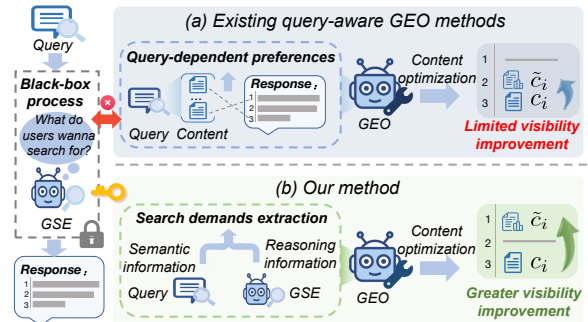 Query
Black-box
process
What do
users wanna
search for?
GSE
Response:
1
2
3
(a) Existing query-aware GEO methods
Query-dependent preferences
Query
Content
...
Response:
1
2
3
GEO
Content
optimization
1
2
3
c̃ᵢ
cᵢ
Limited visibility
improvement
(b) Our method
Search demands extraction
Semantic
information
Reasoning
information
Query
GSE
GEO
Content
optimization
1
2
3
c̃ᵢ
cᵢ
Greater visibility
improvement